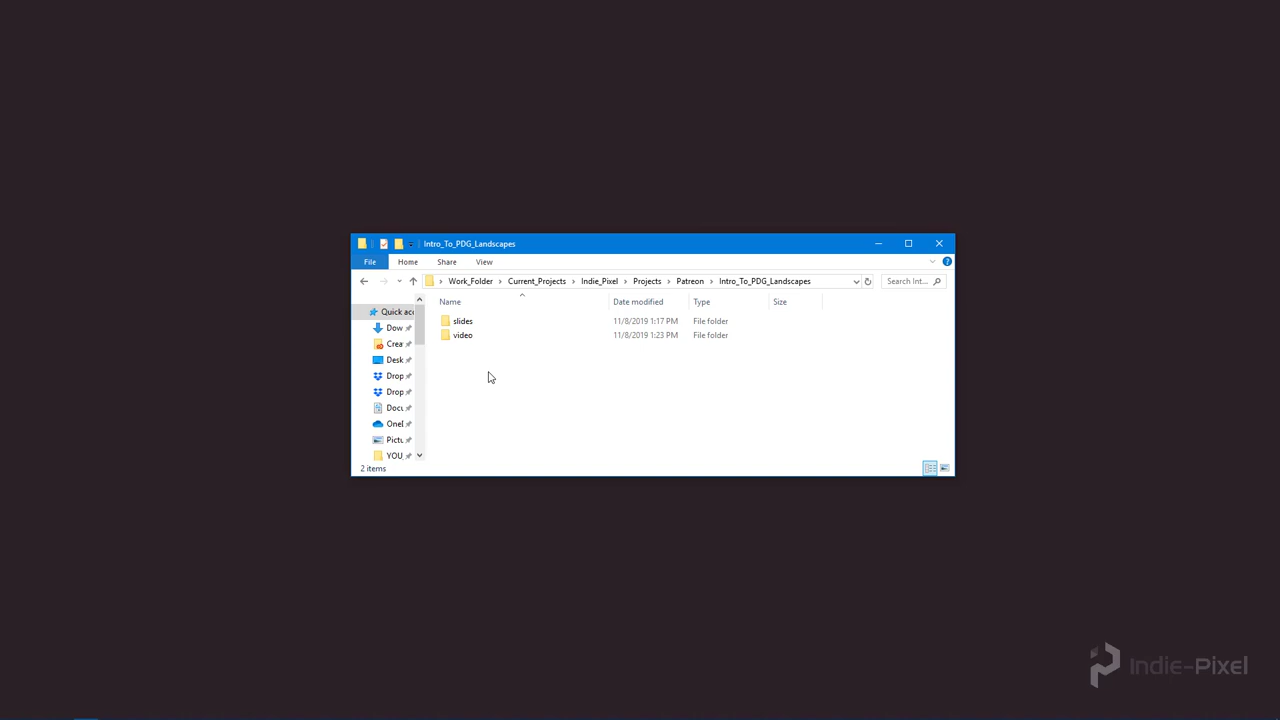 Intro_To_PDG_Landscapes
File Home Share View
Work_Folder Current_Projects Indie_Pixel Projects Patreon Intro_To_PDG_Landscapes Search Int...
Name Date modified Type Size
Quick acc
slides 11/8/2019 1:17 PM File folder
Dow
video 11/8/2019 1:23 PM File folder
Crea
Desk
Drop
Drop
Docu
OneD
Pictu
YOU_
2 items
Indie-Pixel